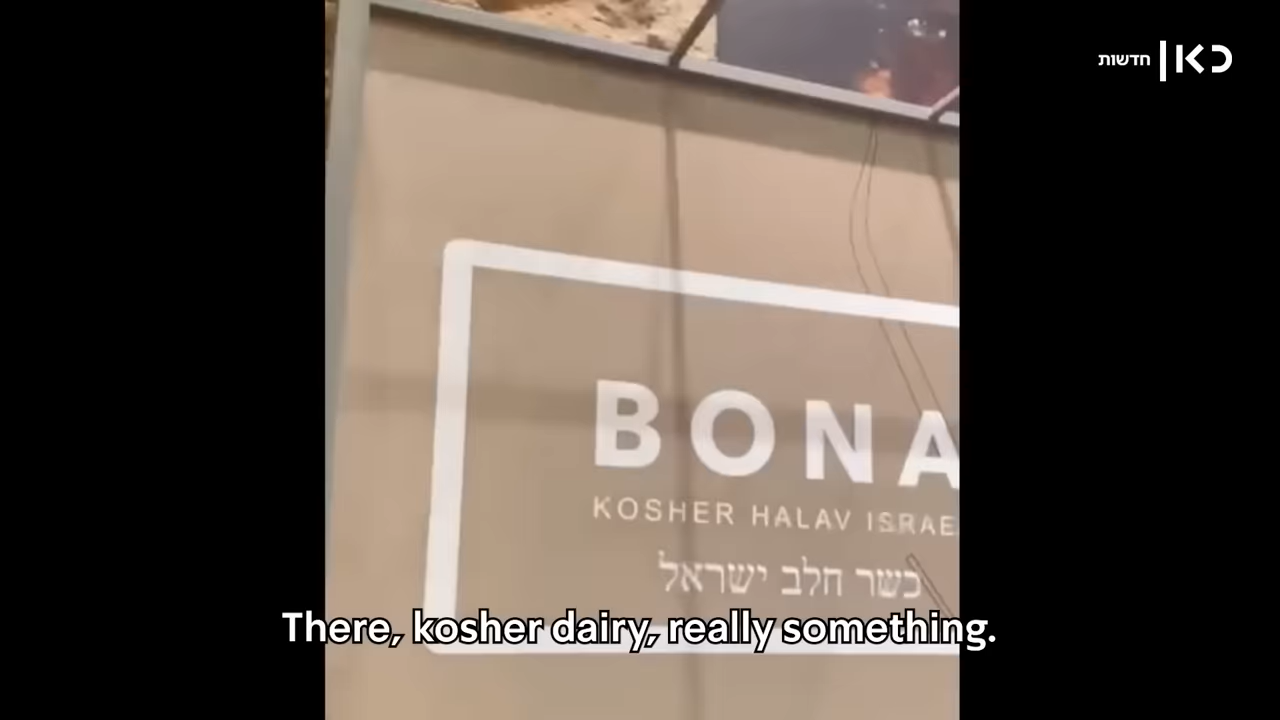 חדשות | כאן
BONA
KOSHER HALAV ISRAE
כשר חלב ישראל
There, kosher dairy, really something.